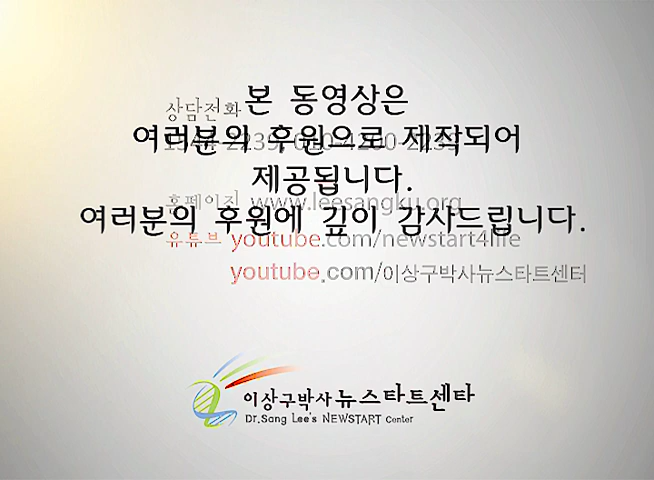 본 동영상은
상담전화
여러분의 후원으로 제작되어
제공됩니다.
홈페이지 www.leesangku.org
여러분의 후원에 깊이 감사드립니다.
유튜브 youtube.com/newstart4life
youtube.com/이상구박사뉴스타트센터
이상구박사 뉴스타트센타
Dr.Sang Lee's NEWSTART Center